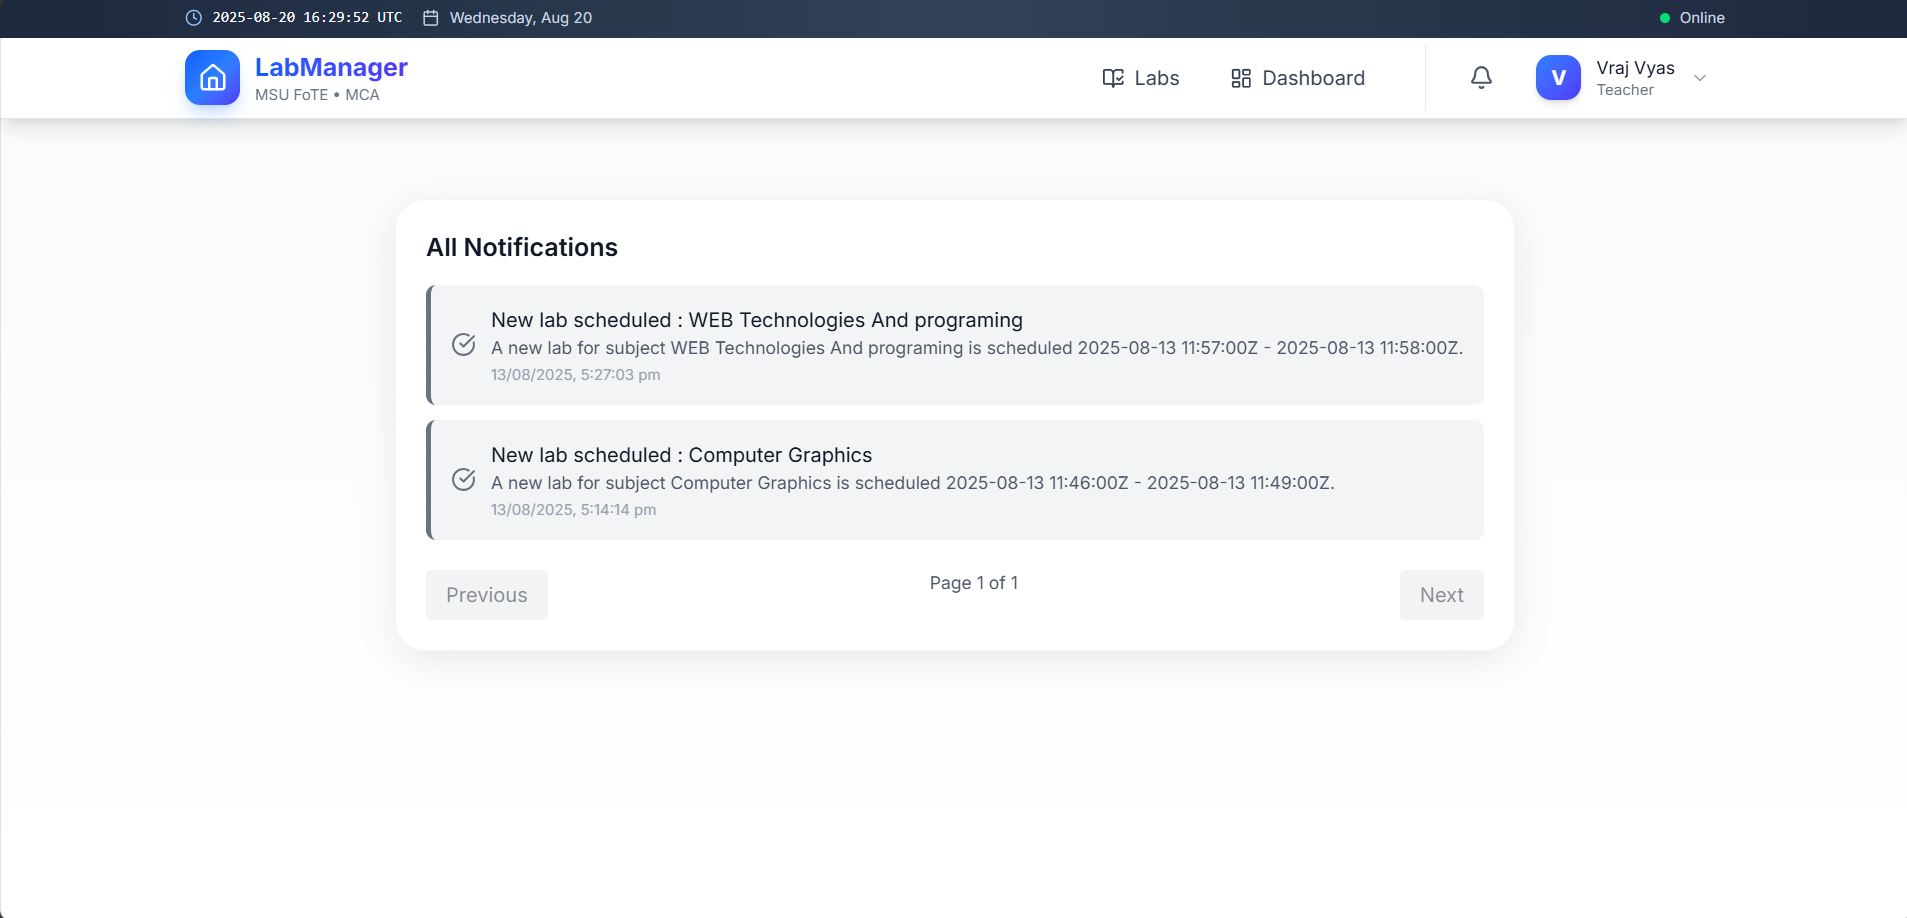 2025-08-20 16:29:52 UTC Wednesday, Aug 20 Online
LabManager
MSU FoTE • MCA
Labs Dashboard
V
Vraj Vyas
Teacher
All Notifications
New lab scheduled : WEB Technologies And programing
A new lab for subject WEB Technologies And programing is scheduled 2025-08-13 11:57:00Z - 2025-08-13 11:58:00Z.
13/08/2025, 5:27:03 pm
New lab scheduled : Computer Graphics
A new lab for subject Computer Graphics is scheduled 2025-08-13 11:46:00Z - 2025-08-13 11:49:00Z.
13/08/2025, 5:14:14 pm
Previous Page 1 of 1 Next